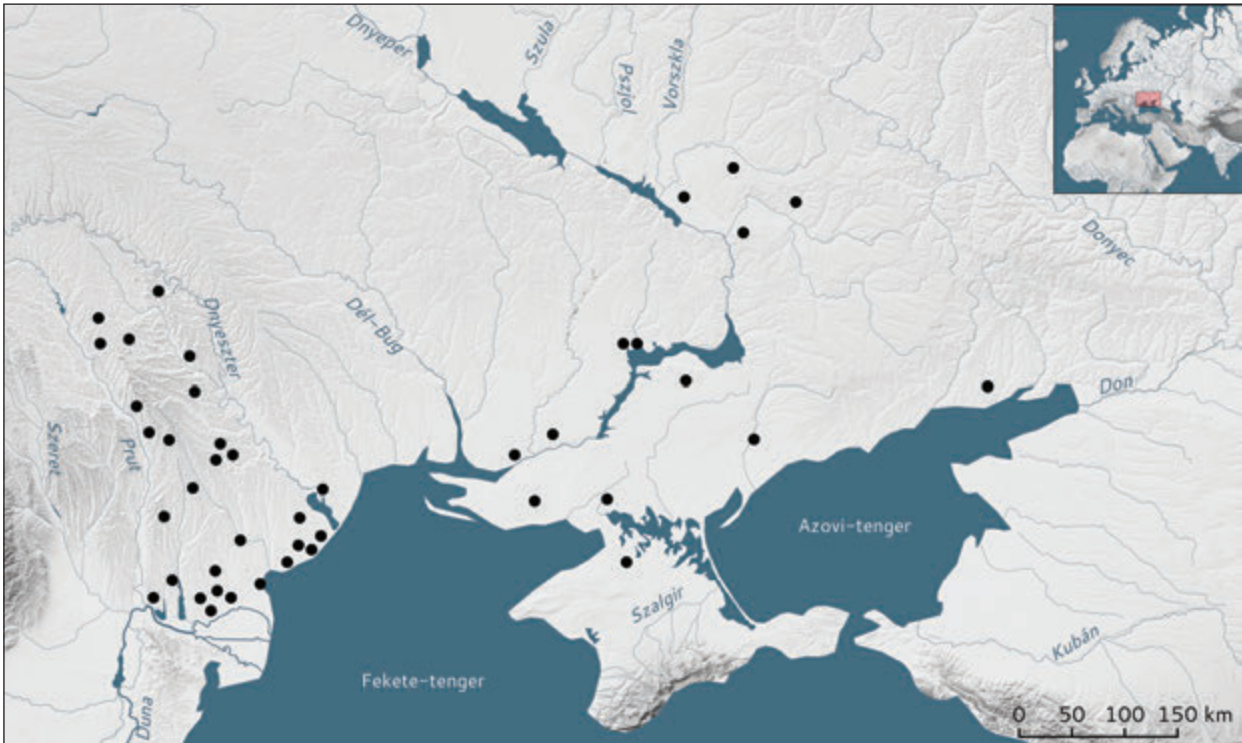 Dnyeper
Szula
Pszjol
Vorszkla
Donyec
Dnyeszter
Dél-Bug
Don
Szeret
Prut
Azovi-tenger
Szalgir
Kubán
Fekete-tenger
Duna
0 50 100 150 km